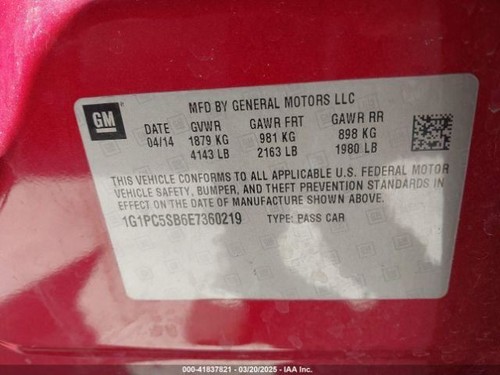 GM
MFD BY GENERAL MOTORS LLC
DATE GVWR GAWR FRT GAWR RR
04/14 1879 KG 981 KG 898 KG
4143 LB 2163 LB 1980 LB
THIS VEHICLE CONFORMS TO ALL APPLICABLE U.S. FEDERAL MOTOR
VEHICLE SAFETY, BUMPER, AND THEFT PREVENTION STANDARDS
IN EFFECT ON THE DATE OF MANUFACTURE SHOWN ABOVE.
1G1PC5SB6E7360219 TYPE: PASS CAR
© 00-41837821 - 03/20/2025 - IAA Inc.